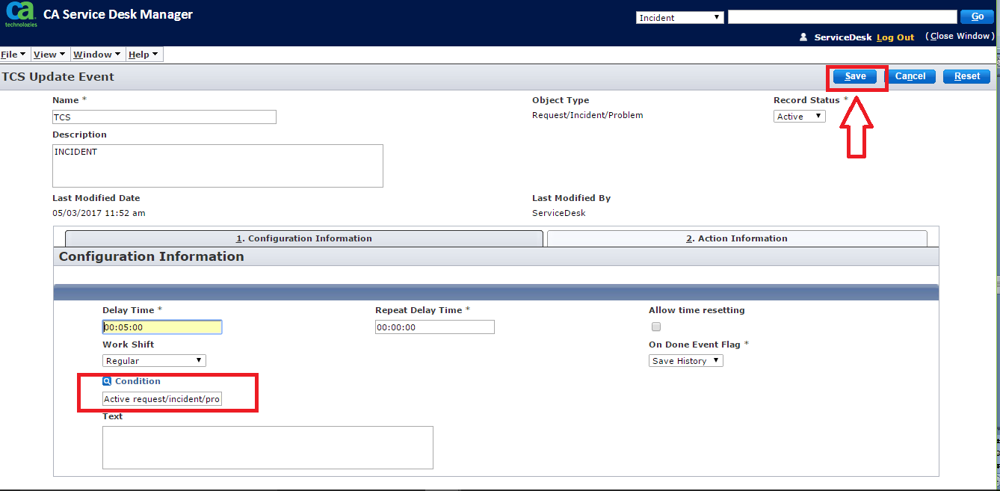 ca
technologies
CA Service Desk Manager
Incident
Go
ServiceDesk Log Out (Close Window)
File View Window Help
TCS Update Event
Save Cancel Reset
Name *
Object Type
Record Status *
TCS
Request/Incident/Problem
Active
Description
INCIDENT
Last Modified Date
Last Modified By
05/03/2017 11:52 am
ServiceDesk
1. Configuration Information
2. Action Information
Configuration Information
Delay Time *
Repeat Delay Time *
Allow time resetting
00:05:00
00:00:00
Work Shift
On Done Event Flag *
Regular
Save History
Condition
Active request/incident/pro
Text